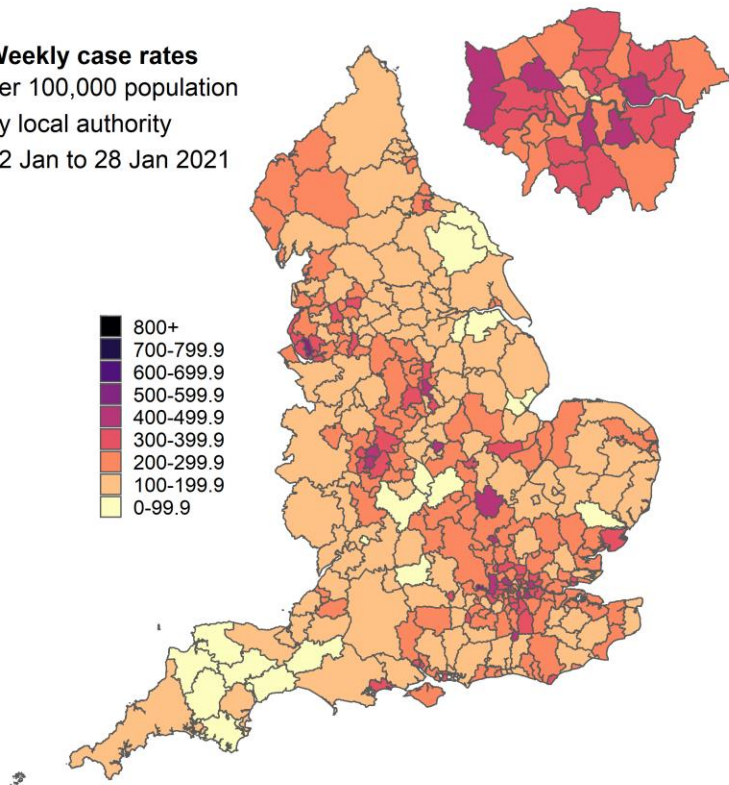 Weekly case rates
er 100,000 population
y local authority
2 Jan to 28 Jan 2021
800+
700-799.9
600-699.9
500-599.9
400-499.9
300-399.9
200-299.9
100-199.9
0-99.9